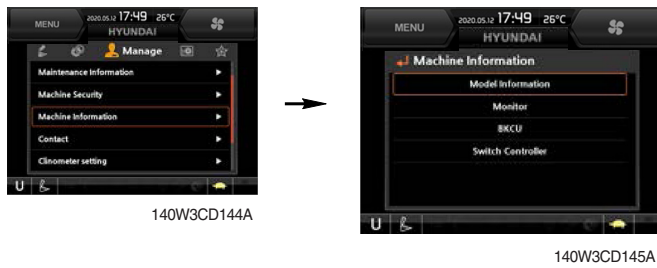 MENU
2020.05.12 17:49 26°C
HYUNDAI
Manage
Maintenance Information
Machine Security
Machine Information
Contact
Clinometer setting
U
140W3CD144A
MENU
2020.05.12 17:49 26°C
HYUNDAI
Machine Information
Model Information
Monitor
BKCU
Switch Controller
U
140W3CD145A